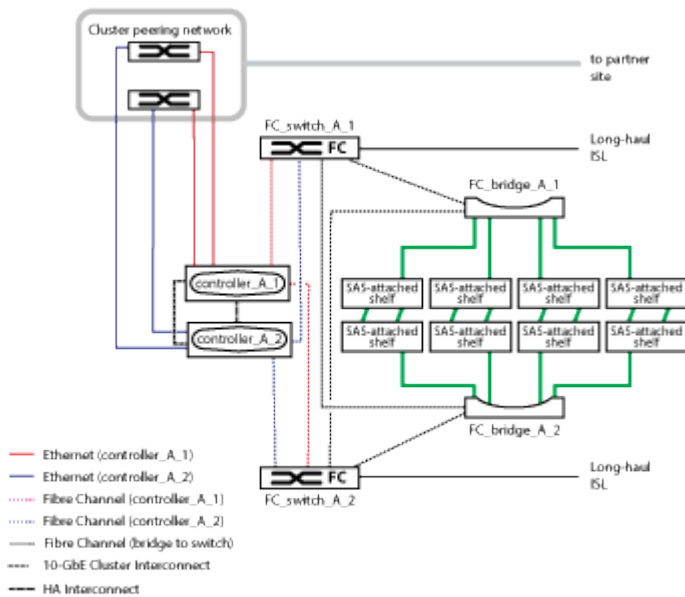 Cluster peering network
to partner
site
FC_switch_A_1
FC
Long-haul
ISL
FC_bridge_A_1
controller_A_1
SAS-attached
shelf
SAS-attached
shelf
SAS-attached
shelf
SAS-attached
shelf
controller_A_2
SAS-attached
shelf
SAS-attached
shelf
SAS-attached
shelf
SAS-attached
shelf
FC_bridge_A_2
FC
FC_switch_A_2
Long-haul
ISL
Ethernet (controller_A_1)
Ethernet (controller_A_2)
Fibre Channel (controller_A_1)
Fibre Channel (controller_A_2)
Fibre Channel (bridge to switch)
10-GbE Cluster Interconnect
HA Interconnect